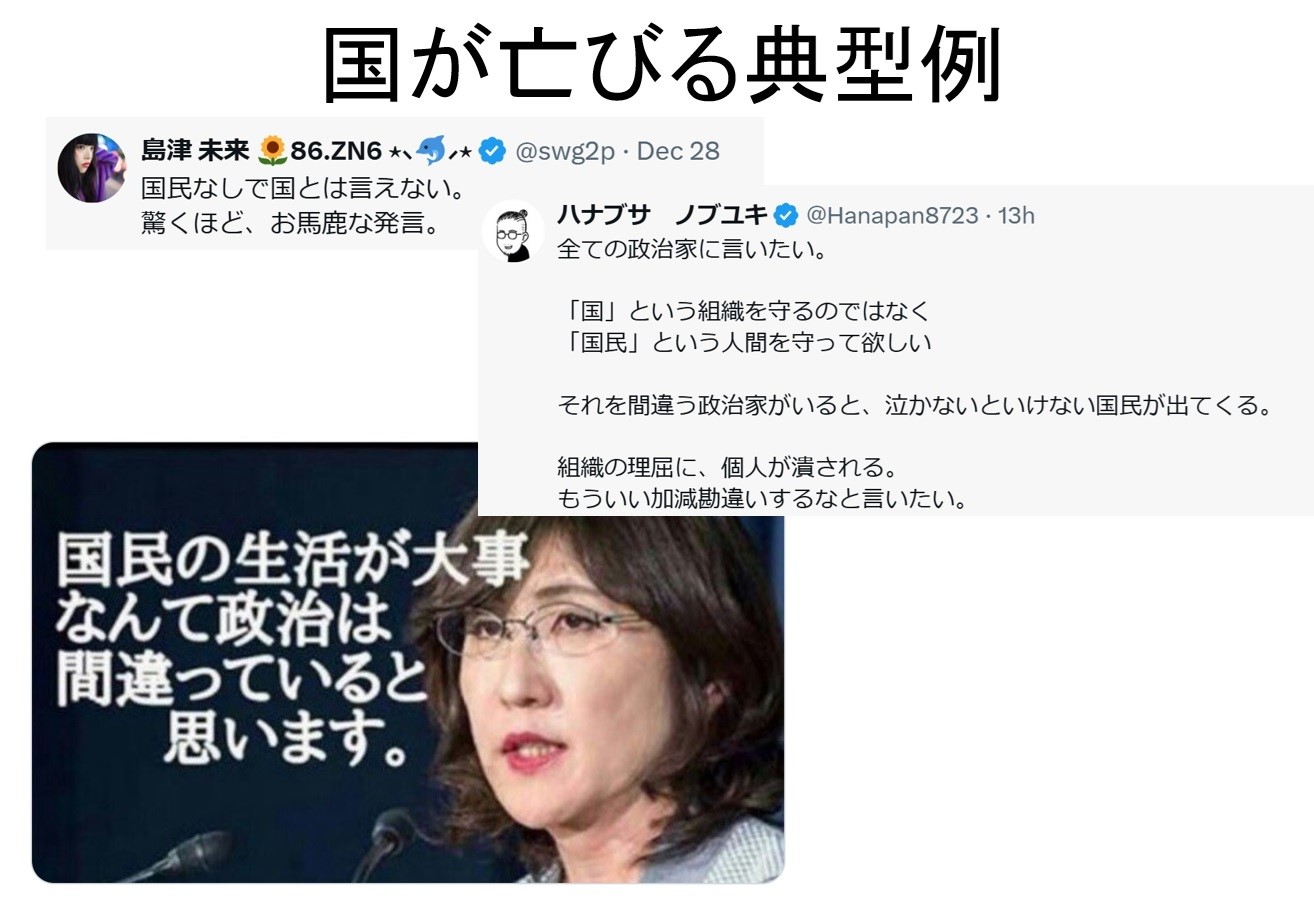 国が亡びる典型例
島津 未来 🌻86.ZN6 ⋆⸜🐬⸝⋆ @swg2p · Dec 28
国民なしで国とは言えない。
驚くほど、お馬鹿な発言。
ハナブサ　ノブユキ @Hanapan8723 · 13h
全ての政治家に言いたい。
「国」という組織を守るのではなく
「国民」という人間を守って欲しい
それを間違う政治家がいると、泣かないといけない国民が出てくる。
組織の理屈に、個人が潰される。
もういい加減勘違いするなと言いたい。
国民の生活が大事
なんて政治は
間違っていると
思います。